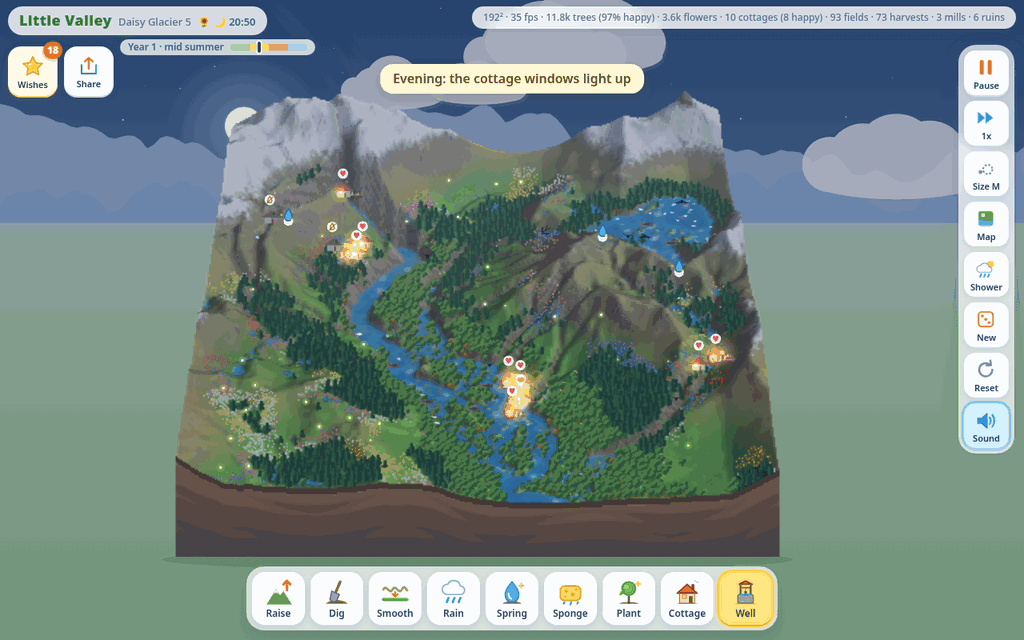 Little Valley Daisy Glacier 5 20:50
192² · 35 fps · 11.8k trees (97% happy) · 3.6k flowers · 10 cottages (8 happy) · 93 fields · 73 harvests · 3 mills · 6 ruins
Year 1 · mid summer
18
Wishes
Share
Evening: the cottage windows light up
Pause
1x
Size M
Map
Shower
New
Reset
Sound
Raise
Dig
Smooth
Rain
Spring
Sponge
Plant
Cottage
Well